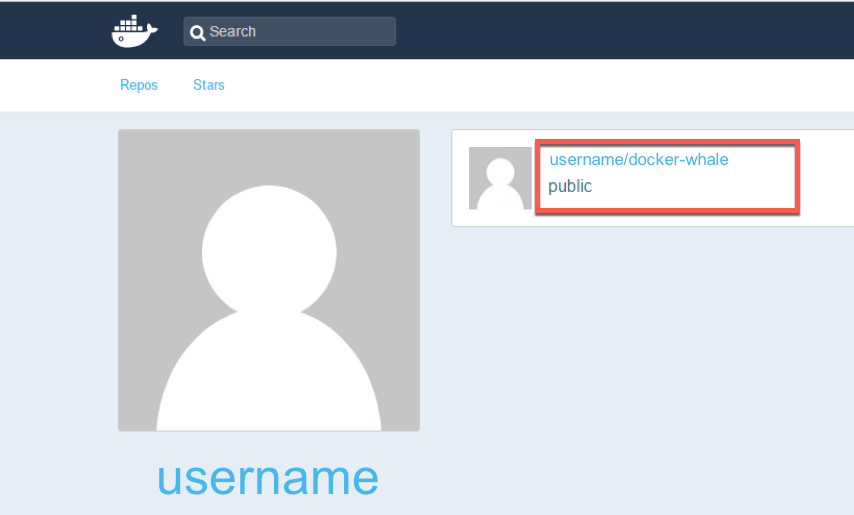 Search
Repos
Stars
username/docker-whale
public
username